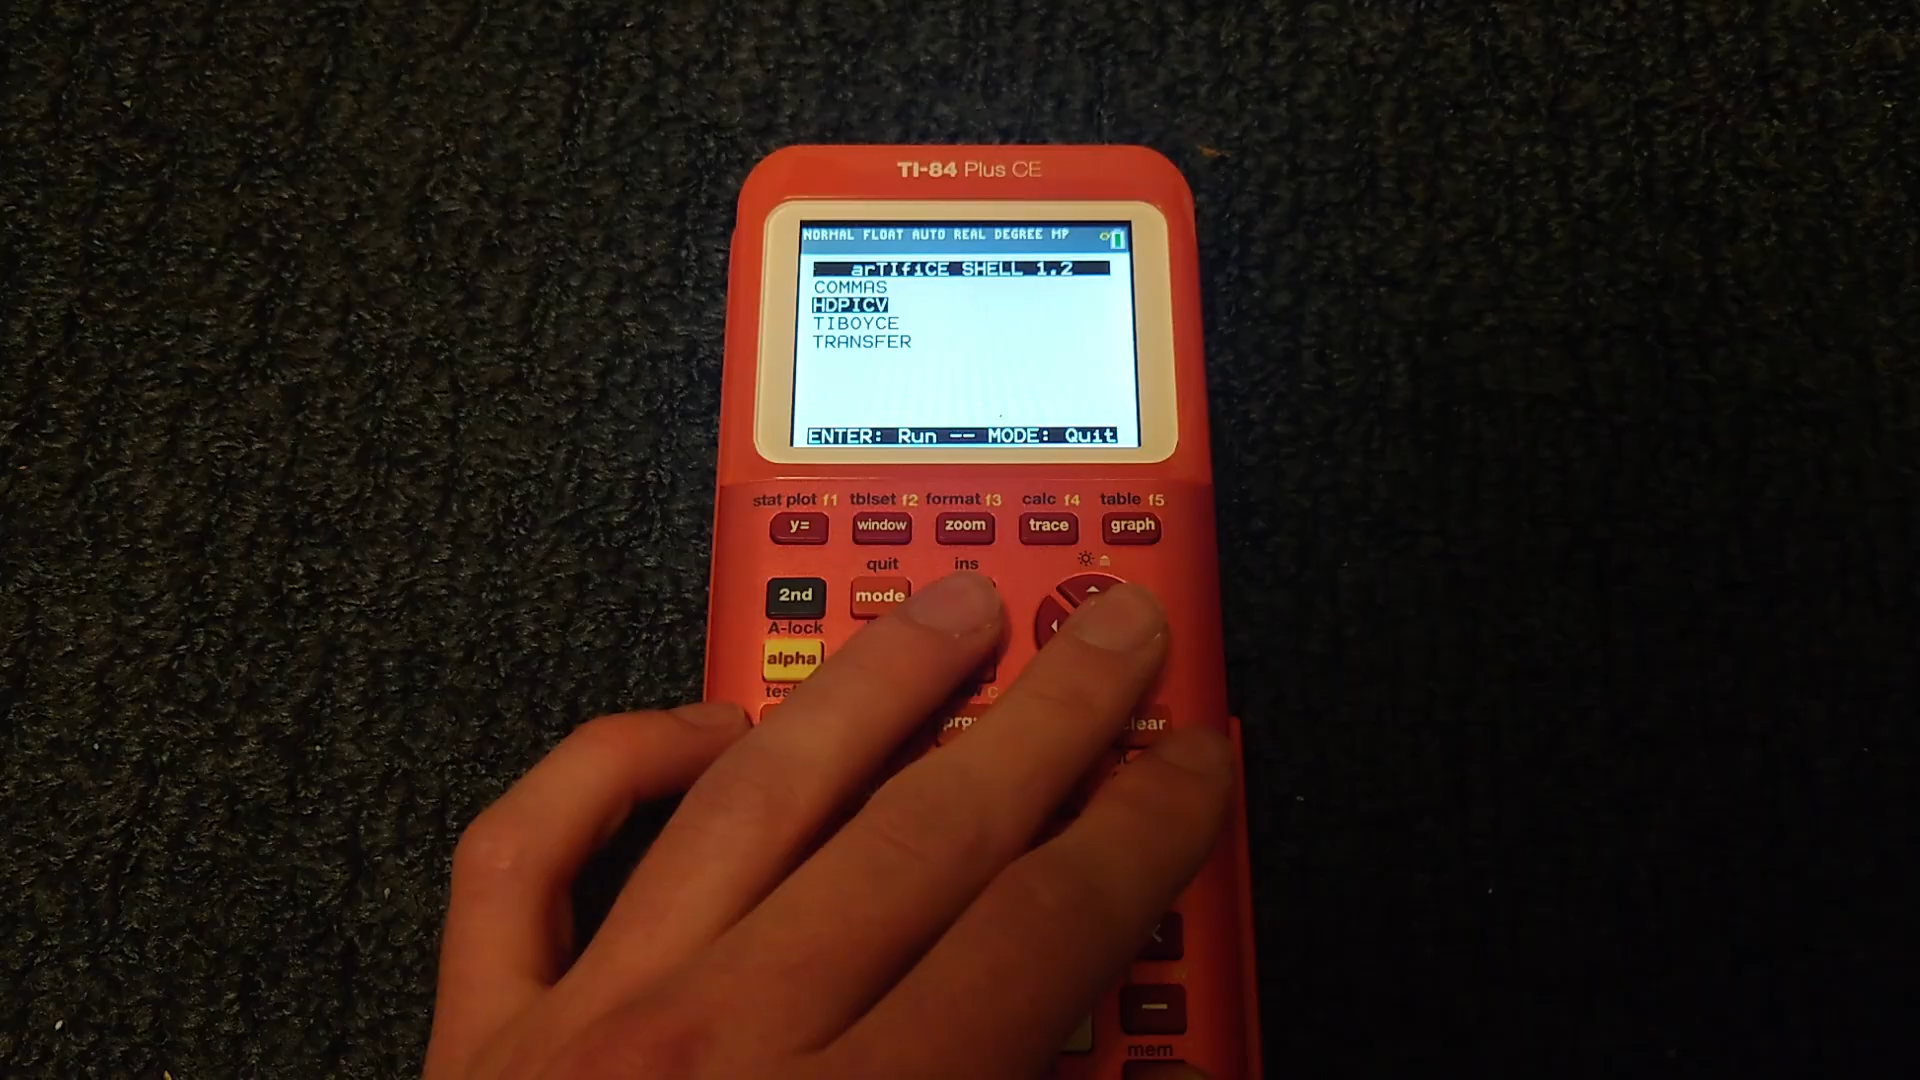 TI-84 Plus CE
NORMAL FLOAT AUTO REAL DEGREE MP
arTIfiCE SHELL 1.2
COMMAS
HDPICV
TIBOYCE
TRANSFER
ENTER: Run -- MODE: Quit
stat plot f1 tblset f2 format f3 calc f4 table f5
y= window zoom trace graph
quit ins
2nd mode
A-lock
alpha
C
mem